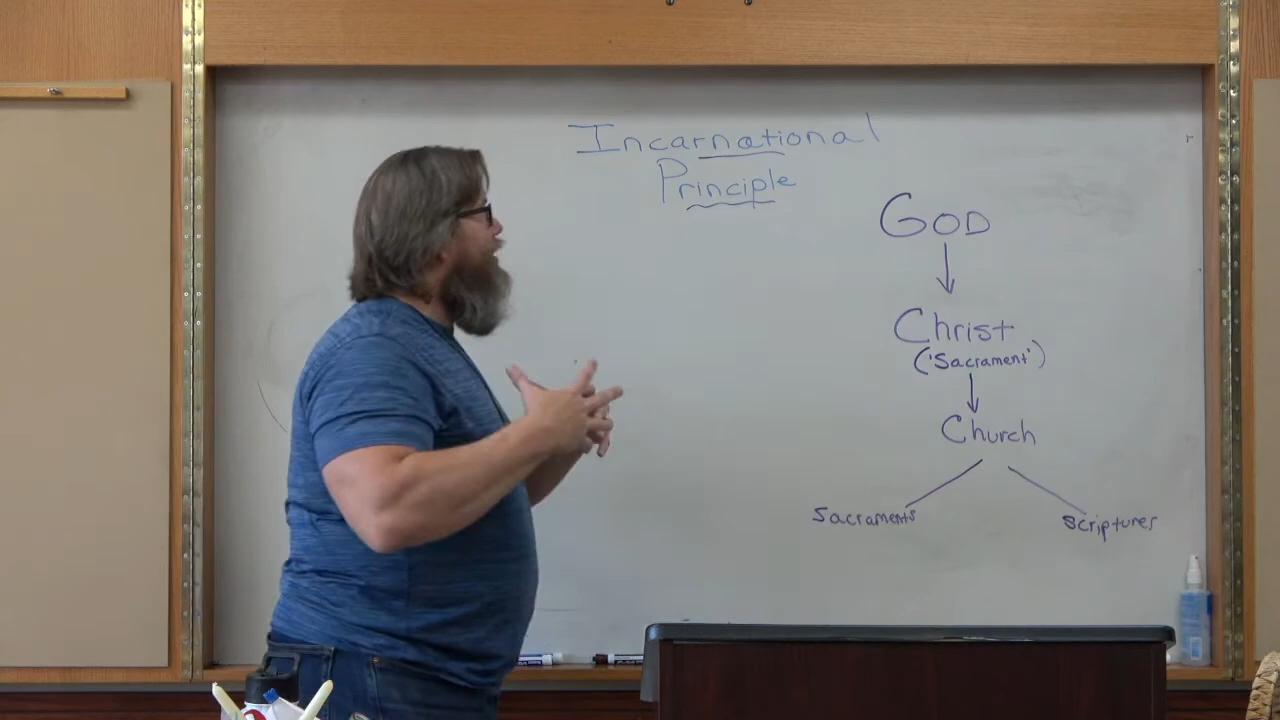 Incarnational
Principle
GOD
Christ
('Sacrament')
Church
Sacraments
Scriptures